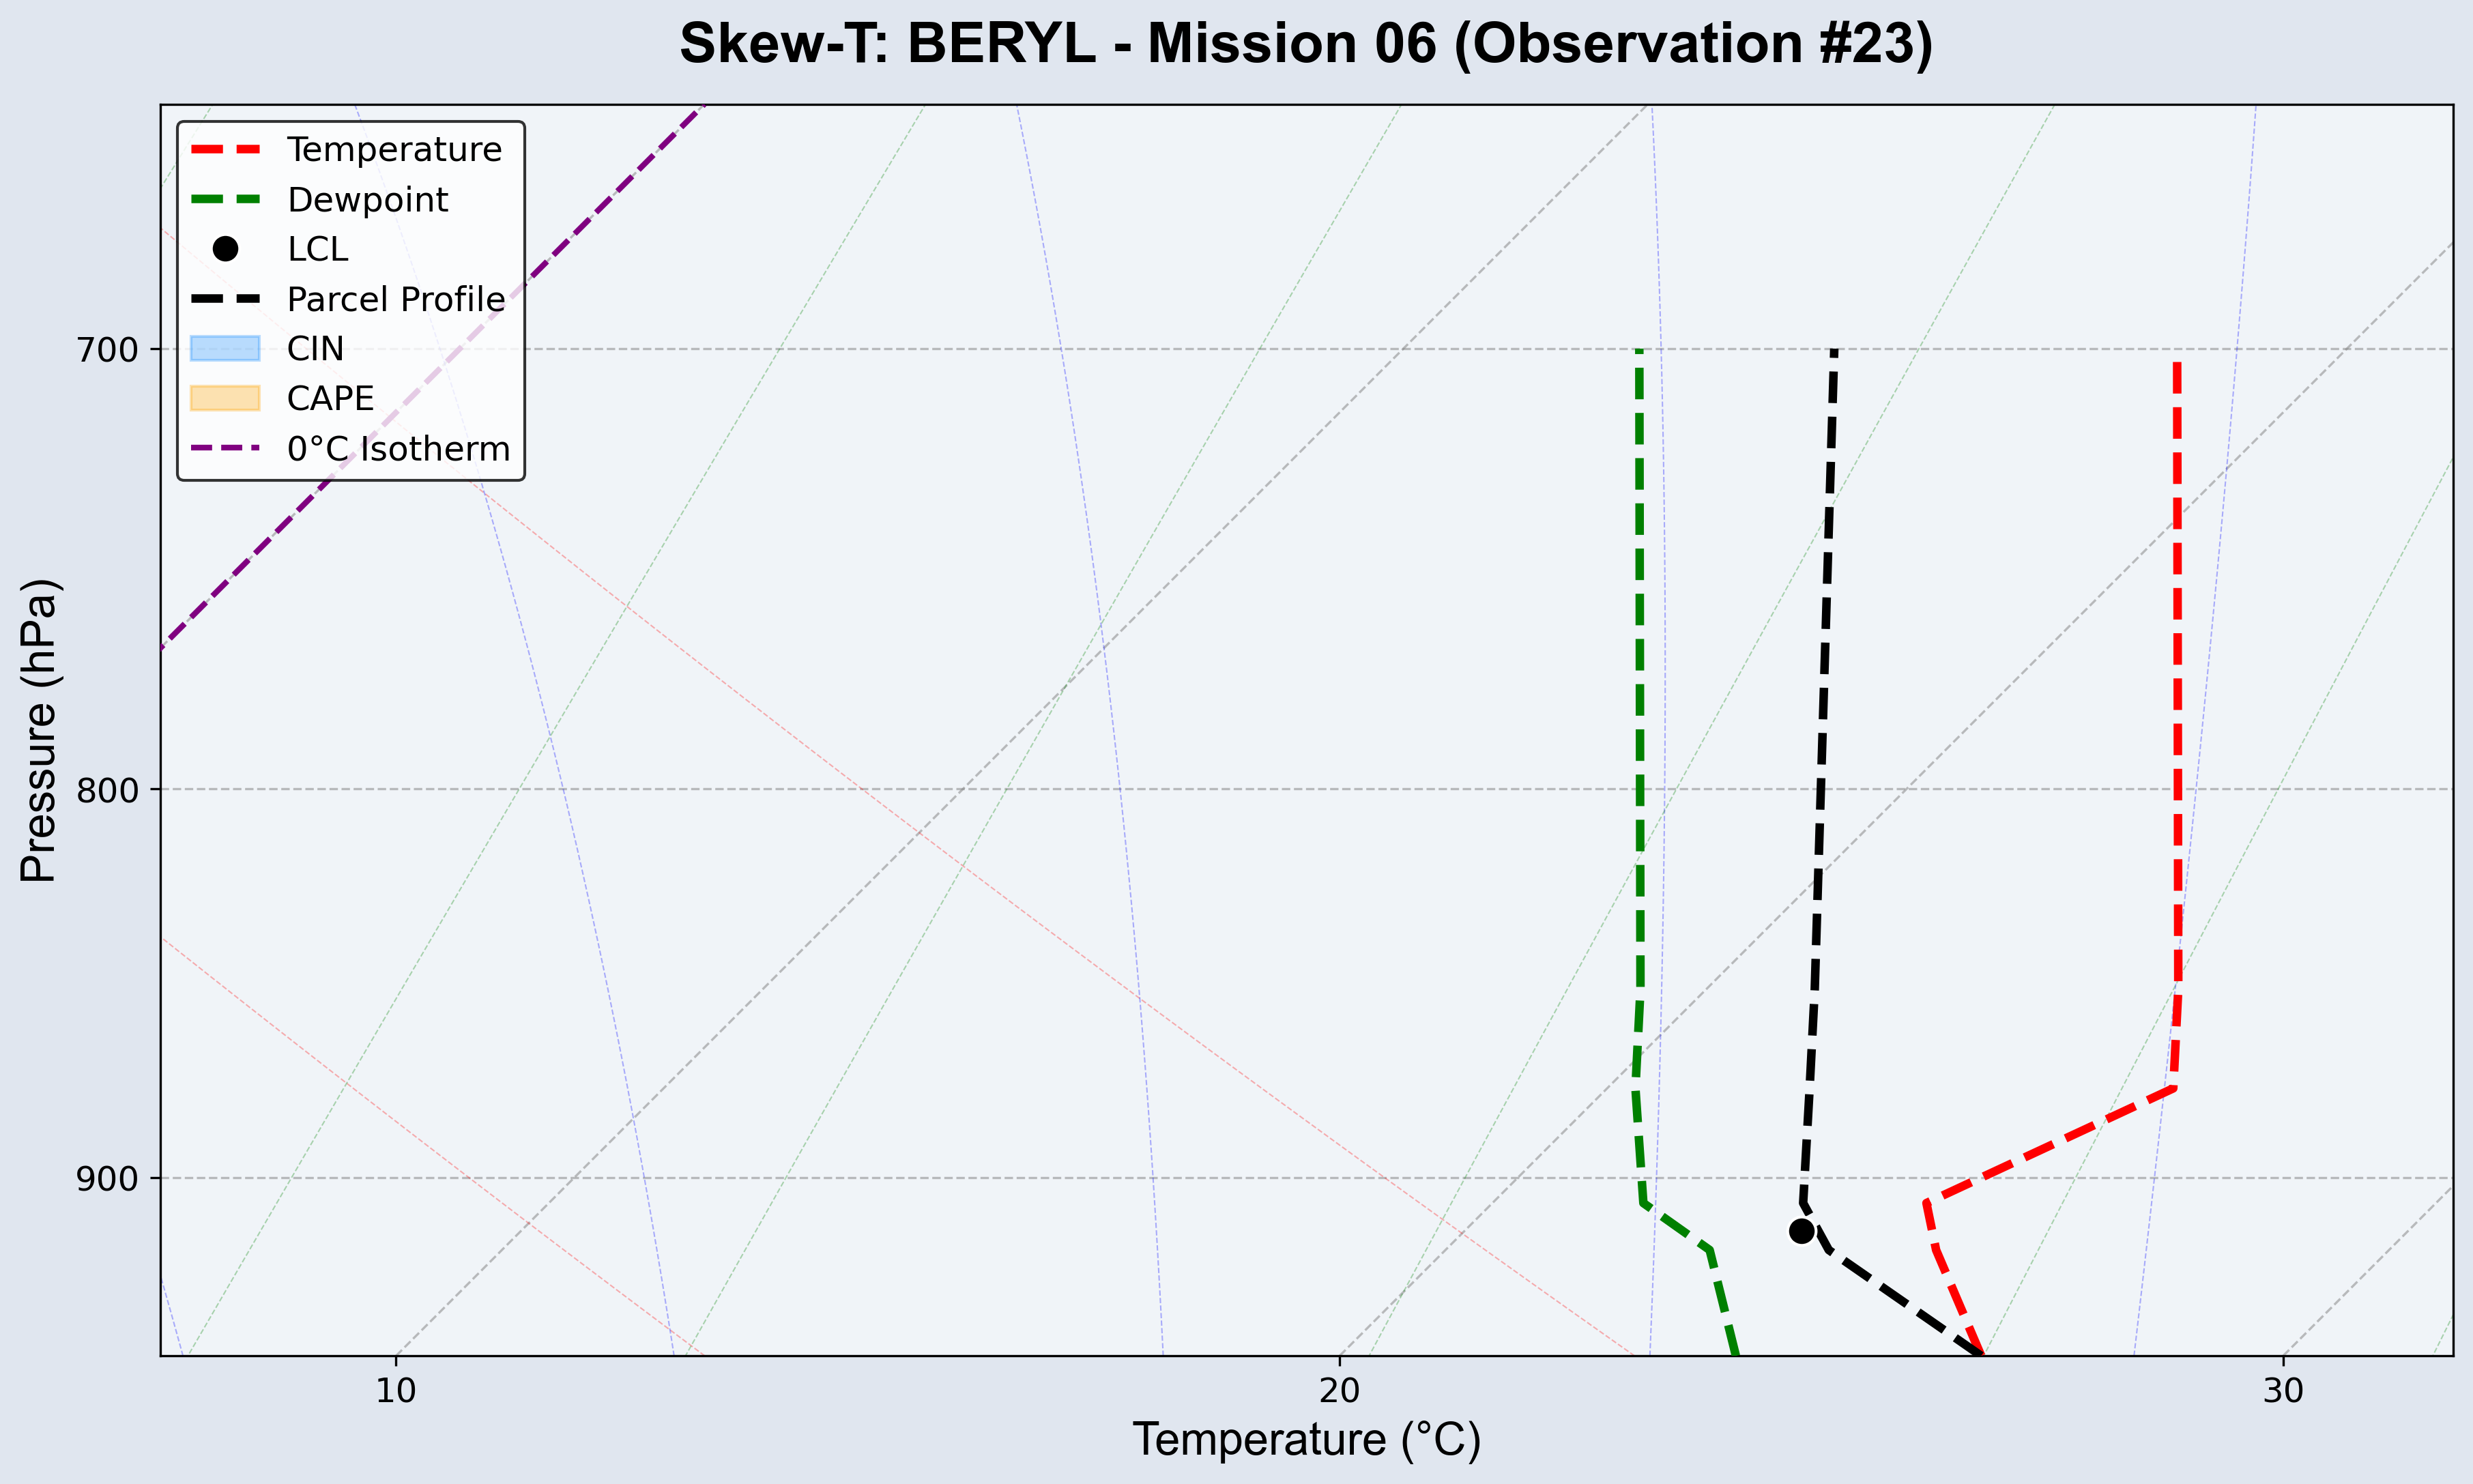 Skew-T: BERYL - Mission 06 (Observation #23)
Temperature
Dewpoint
LCL
Parcel Profile
CIN
CAPE
0°C Isotherm
Pressure (hPa)
700
800
900
10
20
30
Temperature (°C)